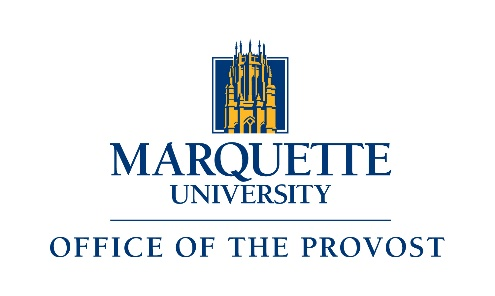 MARQUETTE
UNIVERSITY
OFFICE OF THE PROVOST